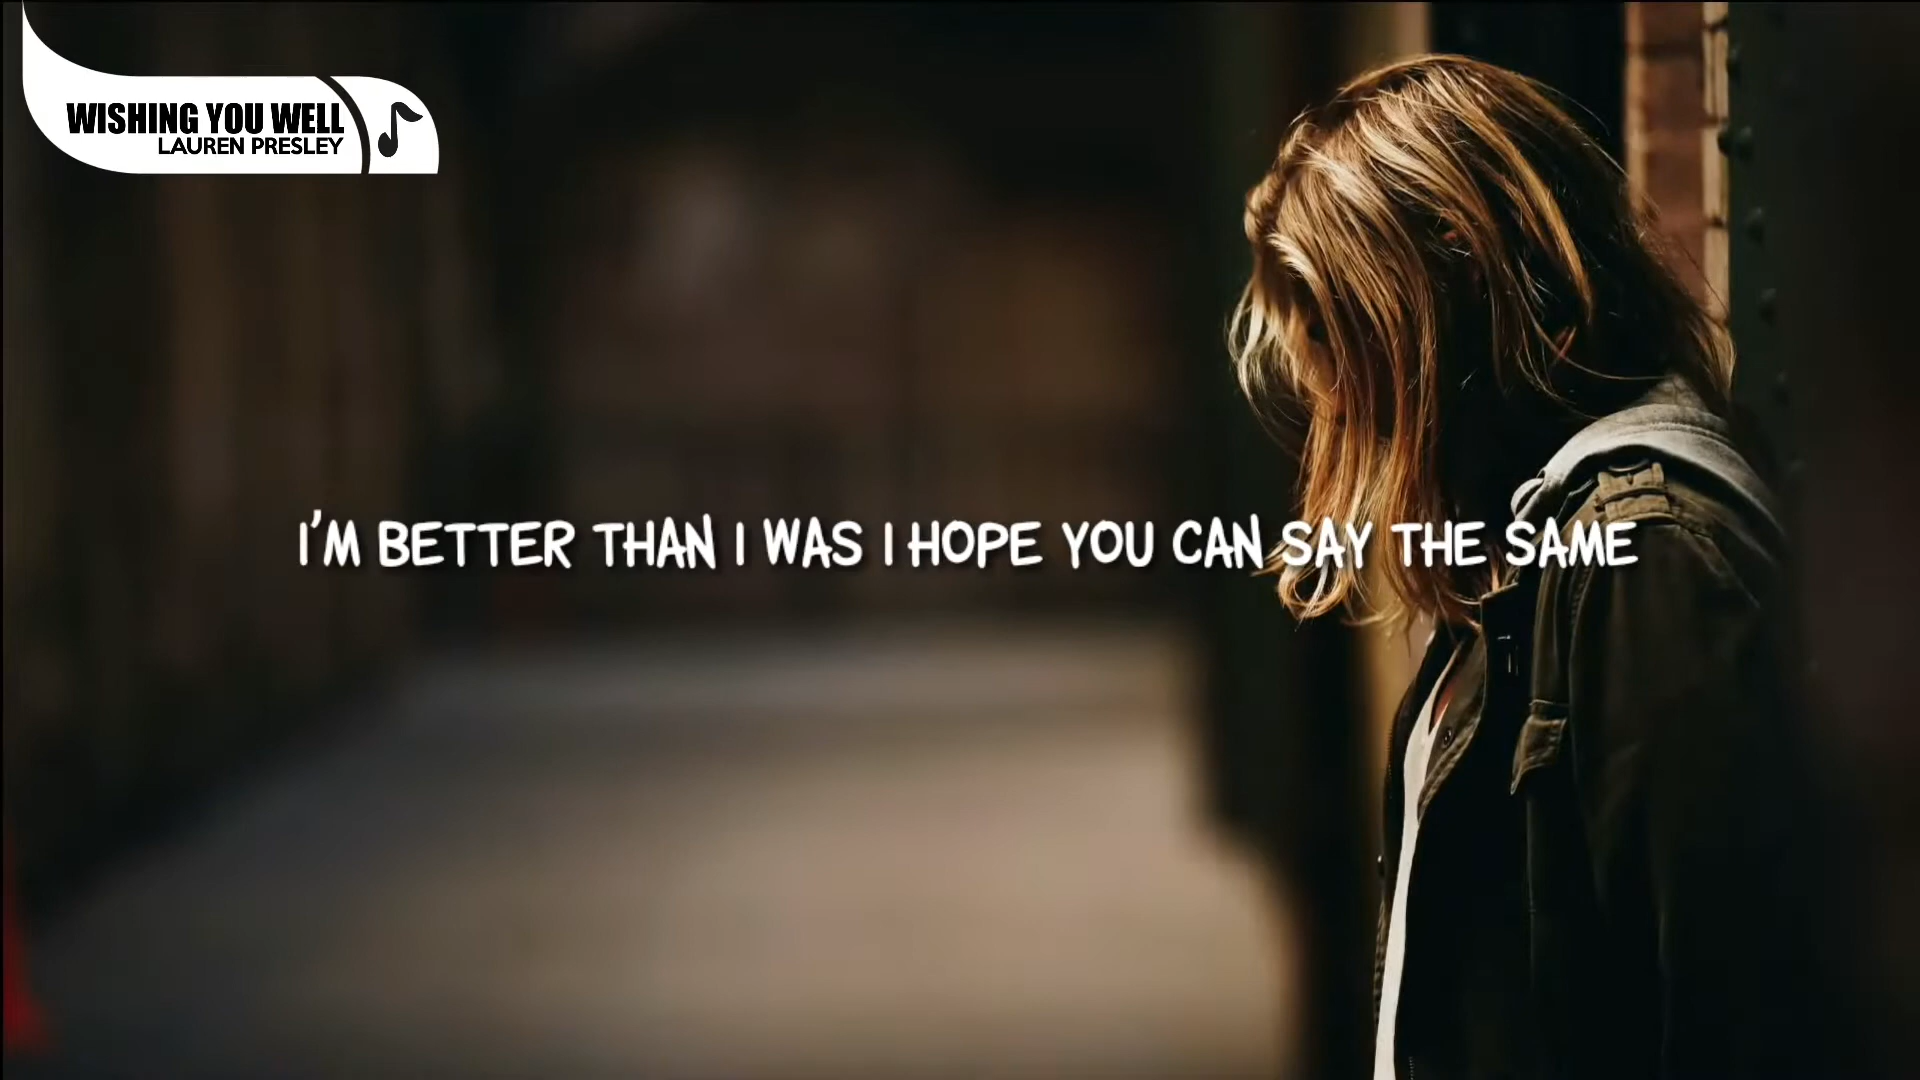 WISHING YOU WELL
LAUREN PRESLEY
I'M BETTER THAN I WAS I HOPE YOU CAN SAY THE SAME